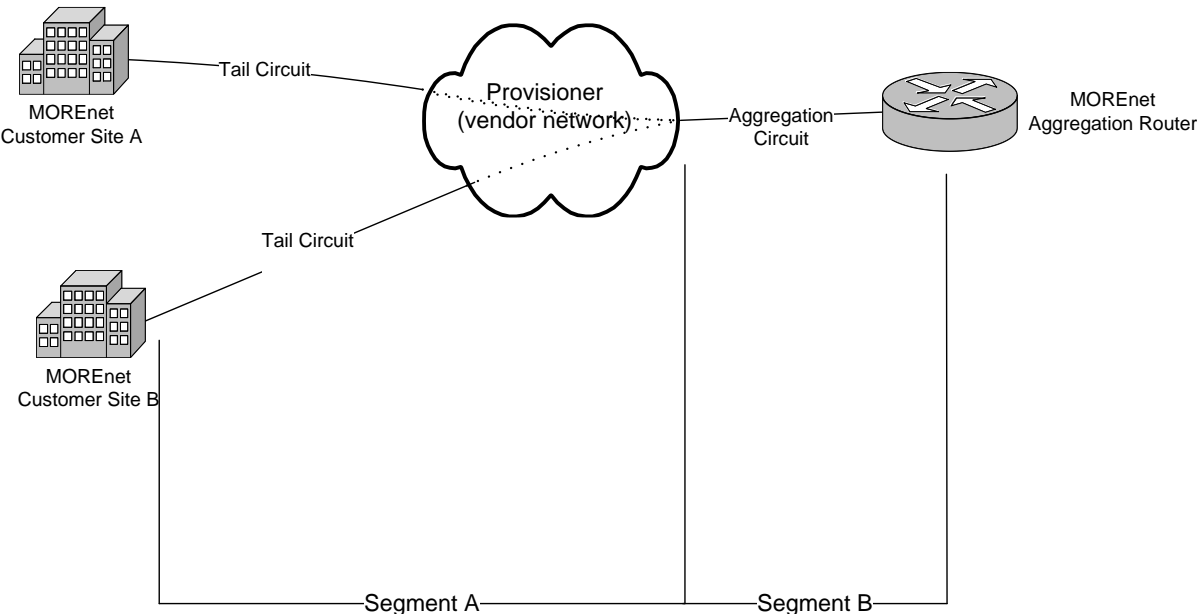 Tail Circuit
MOREnet
Customer Site A
Provisioner
(vendor network)
Aggregation
Circuit
MOREnet
Aggregation Router
Tail Circuit
MOREnet
Customer Site B
Segment A
Segment B